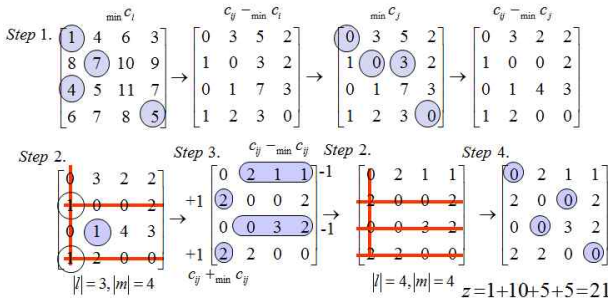 min c_l c_ij − min c_l min c_j c_ij − min c_j
Step 1.
1 4 6 3 0 3 5 2 0 3 5 2 0 3 2 2
8 7 10 9 → 1 0 3 2 → 1 0 3 2 → 1 0 0 2
4 5 11 7 0 1 7 3 0 1 7 3 0 1 4 3
6 7 8 5 1 2 3 0 1 2 3 0 1 2 0 0
Step 2. Step 3. c_ij − min c_ij Step 2. Step 4.
0 3 2 2 0 2 1 1 -1 0 2 1 1 0 2 1 1
1 0 0 2 → +1 2 0 0 2 → 2 0 0 2 → 2 0 0 2
0 1 4 3 0 0 3 2 -1 0 0 3 2 0 0 3 2
1 2 0 0 +1 2 2 0 0 2 2 0 0 2 2 0 0
|l| = 3, |m| = 4 c_ij + min c_ij |l| = 4, |m| = 4 z=1+10+5+5=21